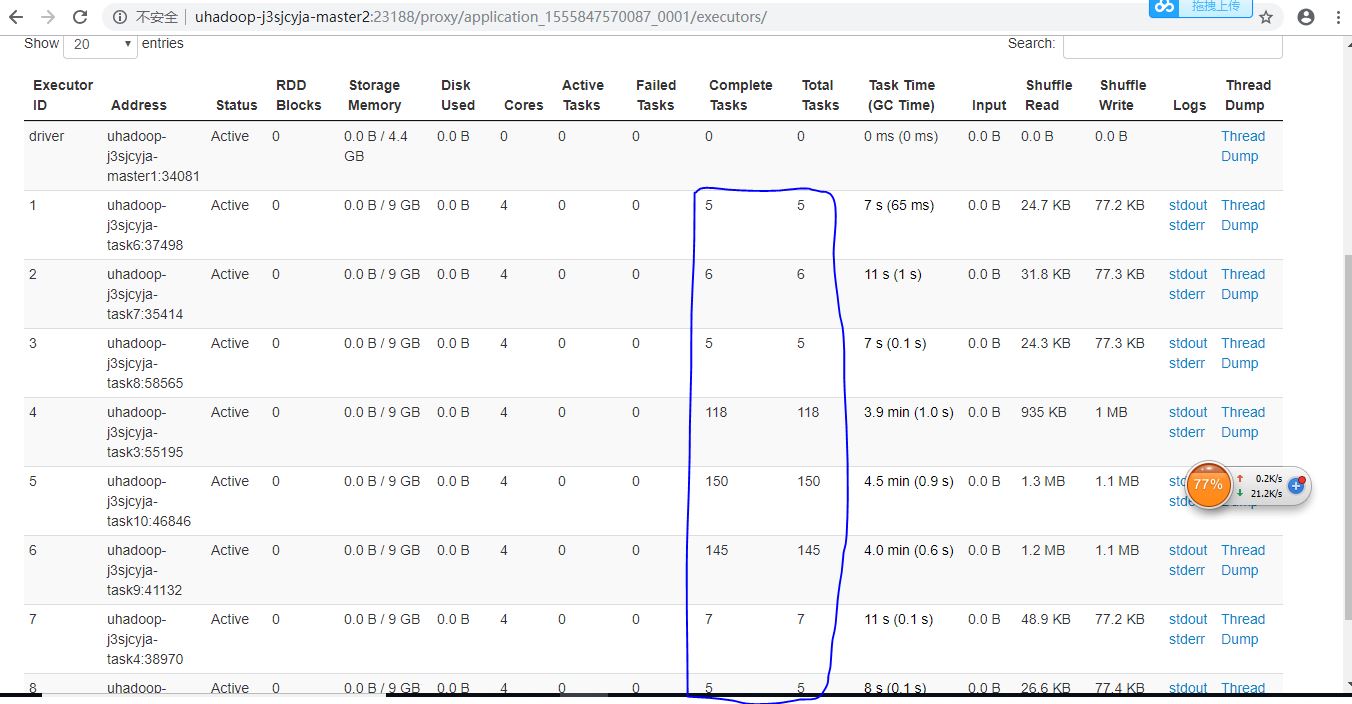 不安全 uhadoop-j3sjcyja-master2:23188/proxy/application_1555847570087_0001/executors/ 拖拽上传
Show 20 entries Search:
Executor RDD Storage Disk Active Failed Complete Total Task Time Shuffle Shuffle Thread
ID Address Status Blocks Memory Used Cores Tasks Tasks Tasks Tasks (GC Time) Input Read Write Logs Dump
driver uhadoop- Active 0 0.0 B / 4.4 0.0 B 0 0 0 0 0 0 ms (0 ms) 0.0 B 0.0 B 0.0 B Thread
j3sjcyja- GB Dump
master1:34081
1 uhadoop- Active 0 0.0 B / 9 GB 0.0 B 4 0 0 5 5 7 s (65 ms) 0.0 B 24.7 KB 77.2 KB stdout Thread
j3sjcyja- stderr Dump
task6:37498
2 uhadoop- Active 0 0.0 B / 9 GB 0.0 B 4 0 0 6 6 11 s (1 s) 0.0 B 31.8 KB 77.3 KB stdout Thread
j3sjcyja- stderr Dump
task7:35414
3 uhadoop- Active 0 0.0 B / 9 GB 0.0 B 4 0 0 5 5 7 s (0.1 s) 0.0 B 24.3 KB 77.3 KB stdout Thread
j3sjcyja- stderr Dump
task8:58565
4 uhadoop- Active 0 0.0 B / 9 GB 0.0 B 4 0 0 118 118 3.9 min (1.0 s) 0.0 B 935 KB 1 MB stdout Thread
j3sjcyja- stderr Dump
task3:55195
5 uhadoop- Active 0 0.0 B / 9 GB 0.0 B 4 0 0 150 150 4.5 min (0.9 s) 0.0 B 1.3 MB 1.1 MB 77% 0.2K/s
j3sjcyja- 21.2K/s
task10:46846
6 uhadoop- Active 0 0.0 B / 9 GB 0.0 B 4 0 0 145 145 4.0 min (0.6 s) 0.0 B 1.2 MB 1.1 MB stdout Thread
j3sjcyja- stderr Dump
task9:41132
7 uhadoop- Active 0 0.0 B / 9 GB 0.0 B 4 0 0 7 7 11 s (0.1 s) 0.0 B 48.9 KB 77.2 KB stdout Thread
j3sjcyja- stderr Dump
task4:38970
8 uhadoop- Active 0 0.0 B / 9 GB 0.0 B 4 0 0 5 5 8 s (0.1 s) 0.0 B 26.6 KB 77.4 KB stdout Thread